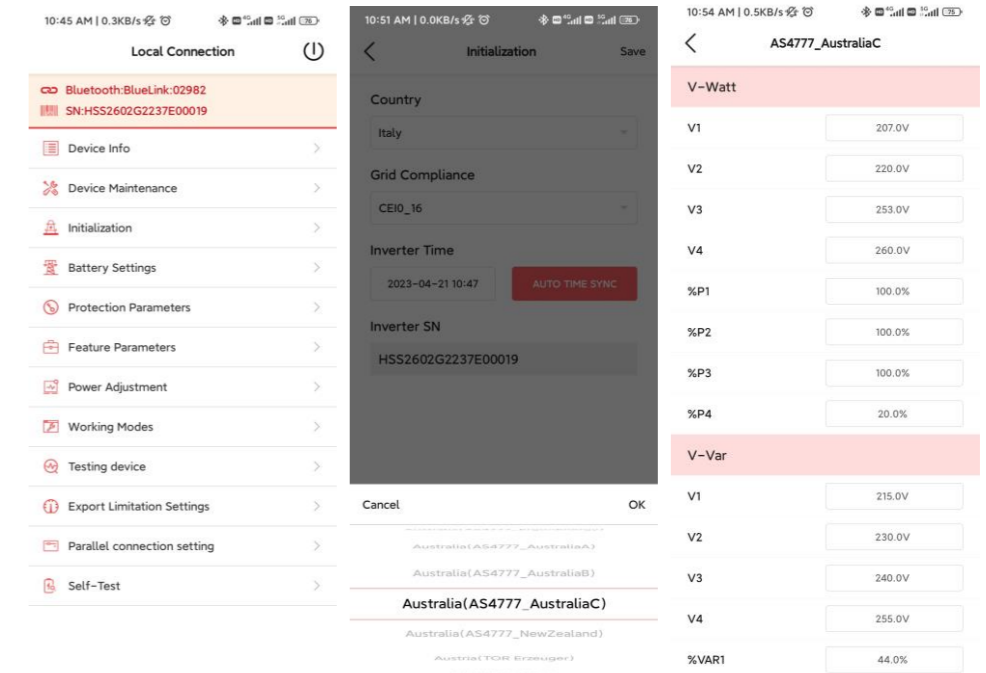 10:45 AM | 0.3KB/s
Local Connection
Bluetooth:BlueLink:02982
SN:HSS2602G2237E00019
Device Info
Device Maintenance
Initialization
Battery Settings
Protection Parameters
Feature Parameters
Power Adjustment
Working Modes
Testing device
Export Limitation Settings
Parallel connection setting
Self-Test
10:51 AM | 0.0KB/s
Initialization Save
Country
Italy
Grid Compliance
CEI0_16
Inverter Time
2023-04-21 10:47 AUTO TIME SYNC
Inverter SN
HSS2602G2237E00019
Cancel OK
Australia(AS4777_AustraliaA)
Australia(AS4777_AustraliaB)
Australia(AS4777_AustraliaC)
Australia(AS4777_NewZealand)
Austria(TOR Erzeuger)
10:54 AM | 0.5KB/s
AS4777_AustraliaC
V-Watt
V1 207.0V
V2 220.0V
V3 253.0V
V4 260.0V
%P1 100.0%
%P2 100.0%
%P3 100.0%
%P4 20.0%
V-Var
V1 215.0V
V2 230.0V
V3 240.0V
V4 255.0V
%VAR1 44.0%